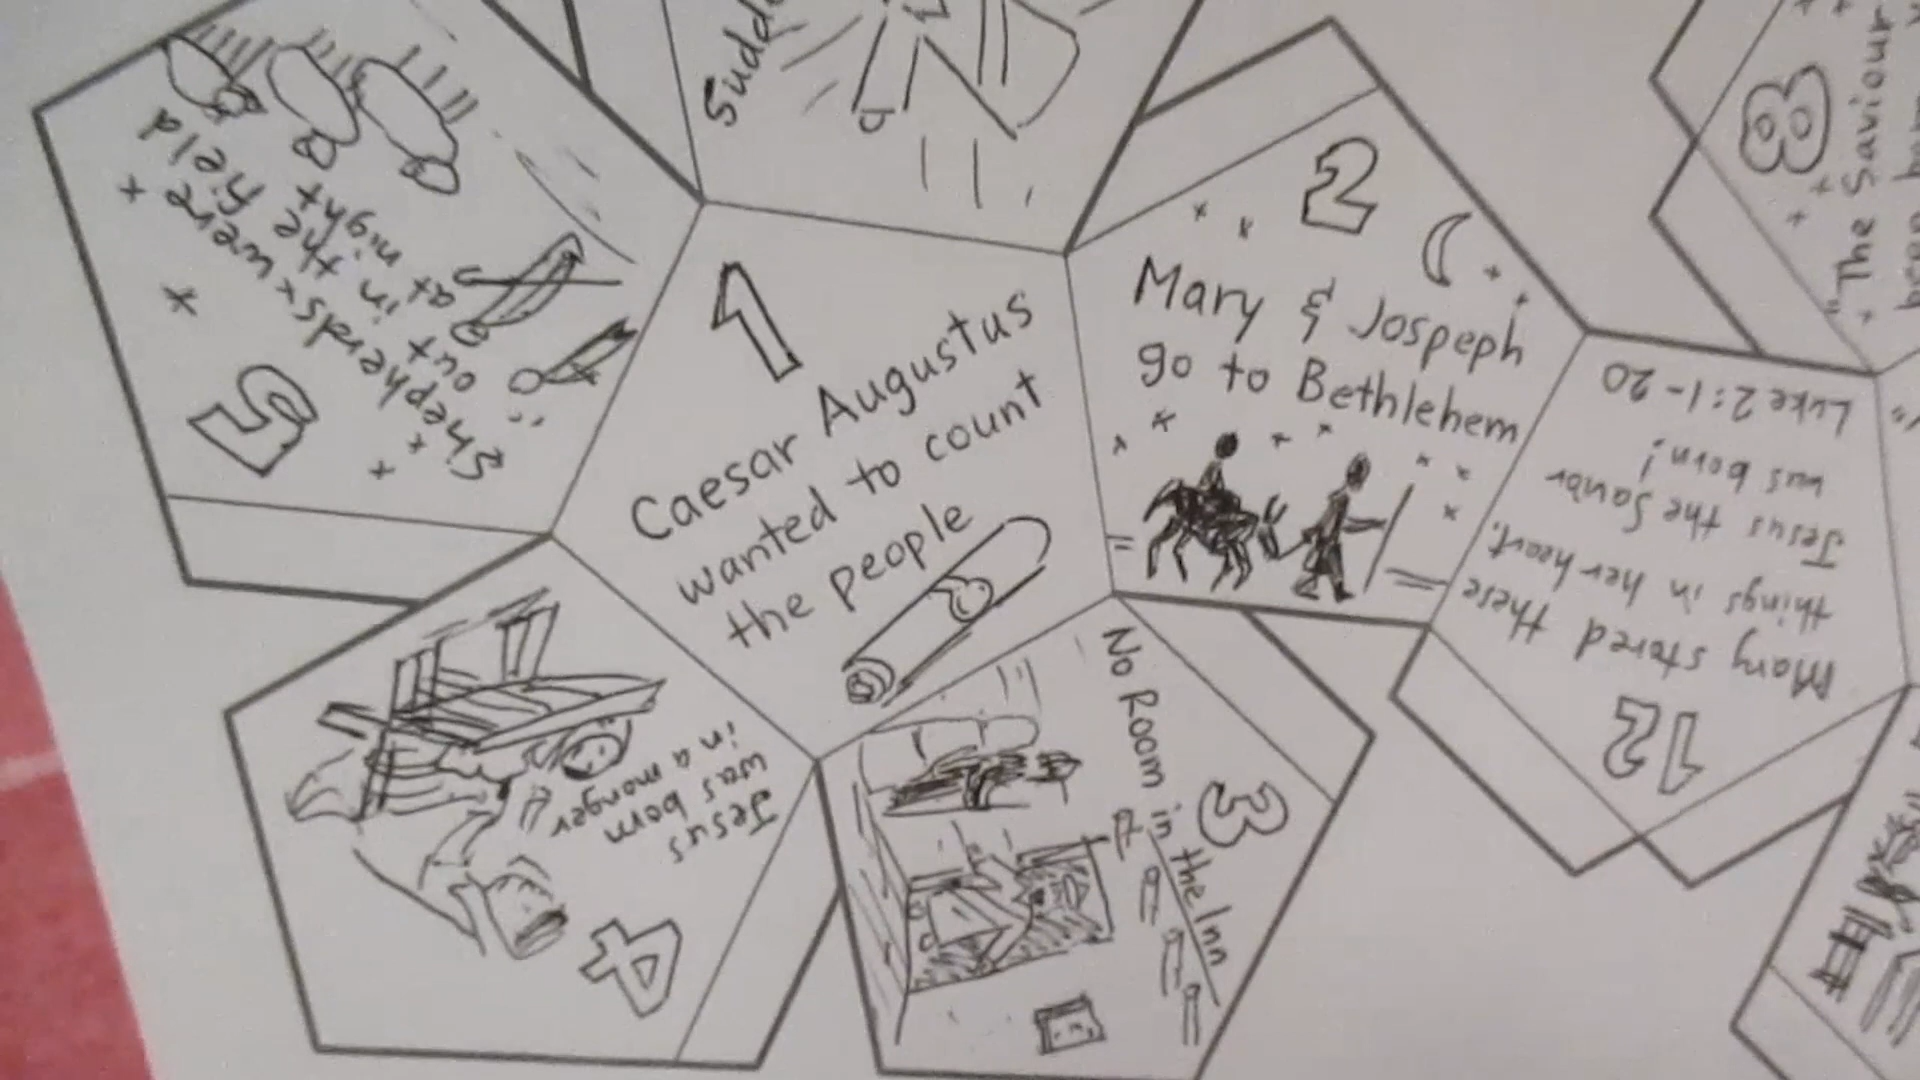 1
Caesar Augustus
wanted to count
the people
2
Mary & Jospeph
go to Bethlehem
No Room in the Inn
3
4
Jesus
was born
in a manger
5
Shepherds were
out in the field
at night
12
Mary stored these
things in her heart.
Jesus the Savior
was born!
Luke 2:1-20
8
"The Saviour